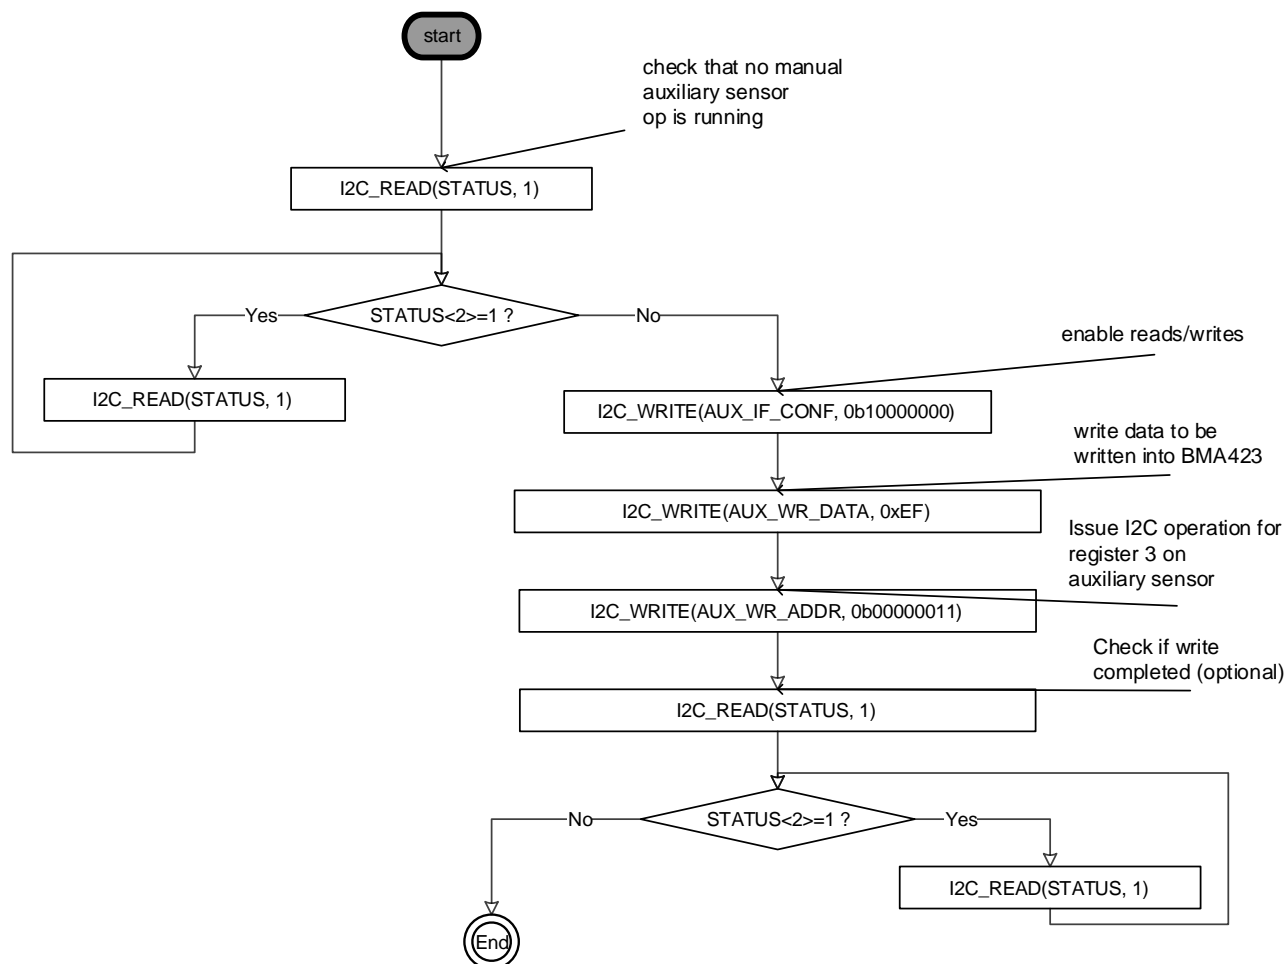 start
check that no manual
auxiliary sensor
op is running
I2C_READ(STATUS, 1)
Yes
STATUS<2>=1 ?
No
I2C_READ(STATUS, 1)
enable reads/writes
I2C_WRITE(AUX_IF_CONF, 0b10000000)
write data to be
written into BMA423
I2C_WRITE(AUX_WR_DATA, 0xEF)
Issue I2C operation for
register 3 on
auxiliary sensor
I2C_WRITE(AUX_WR_ADDR, 0b00000011)
Check if write
completed (optional)
I2C_READ(STATUS, 1)
No
STATUS<2>=1 ?
Yes
I2C_READ(STATUS, 1)
End